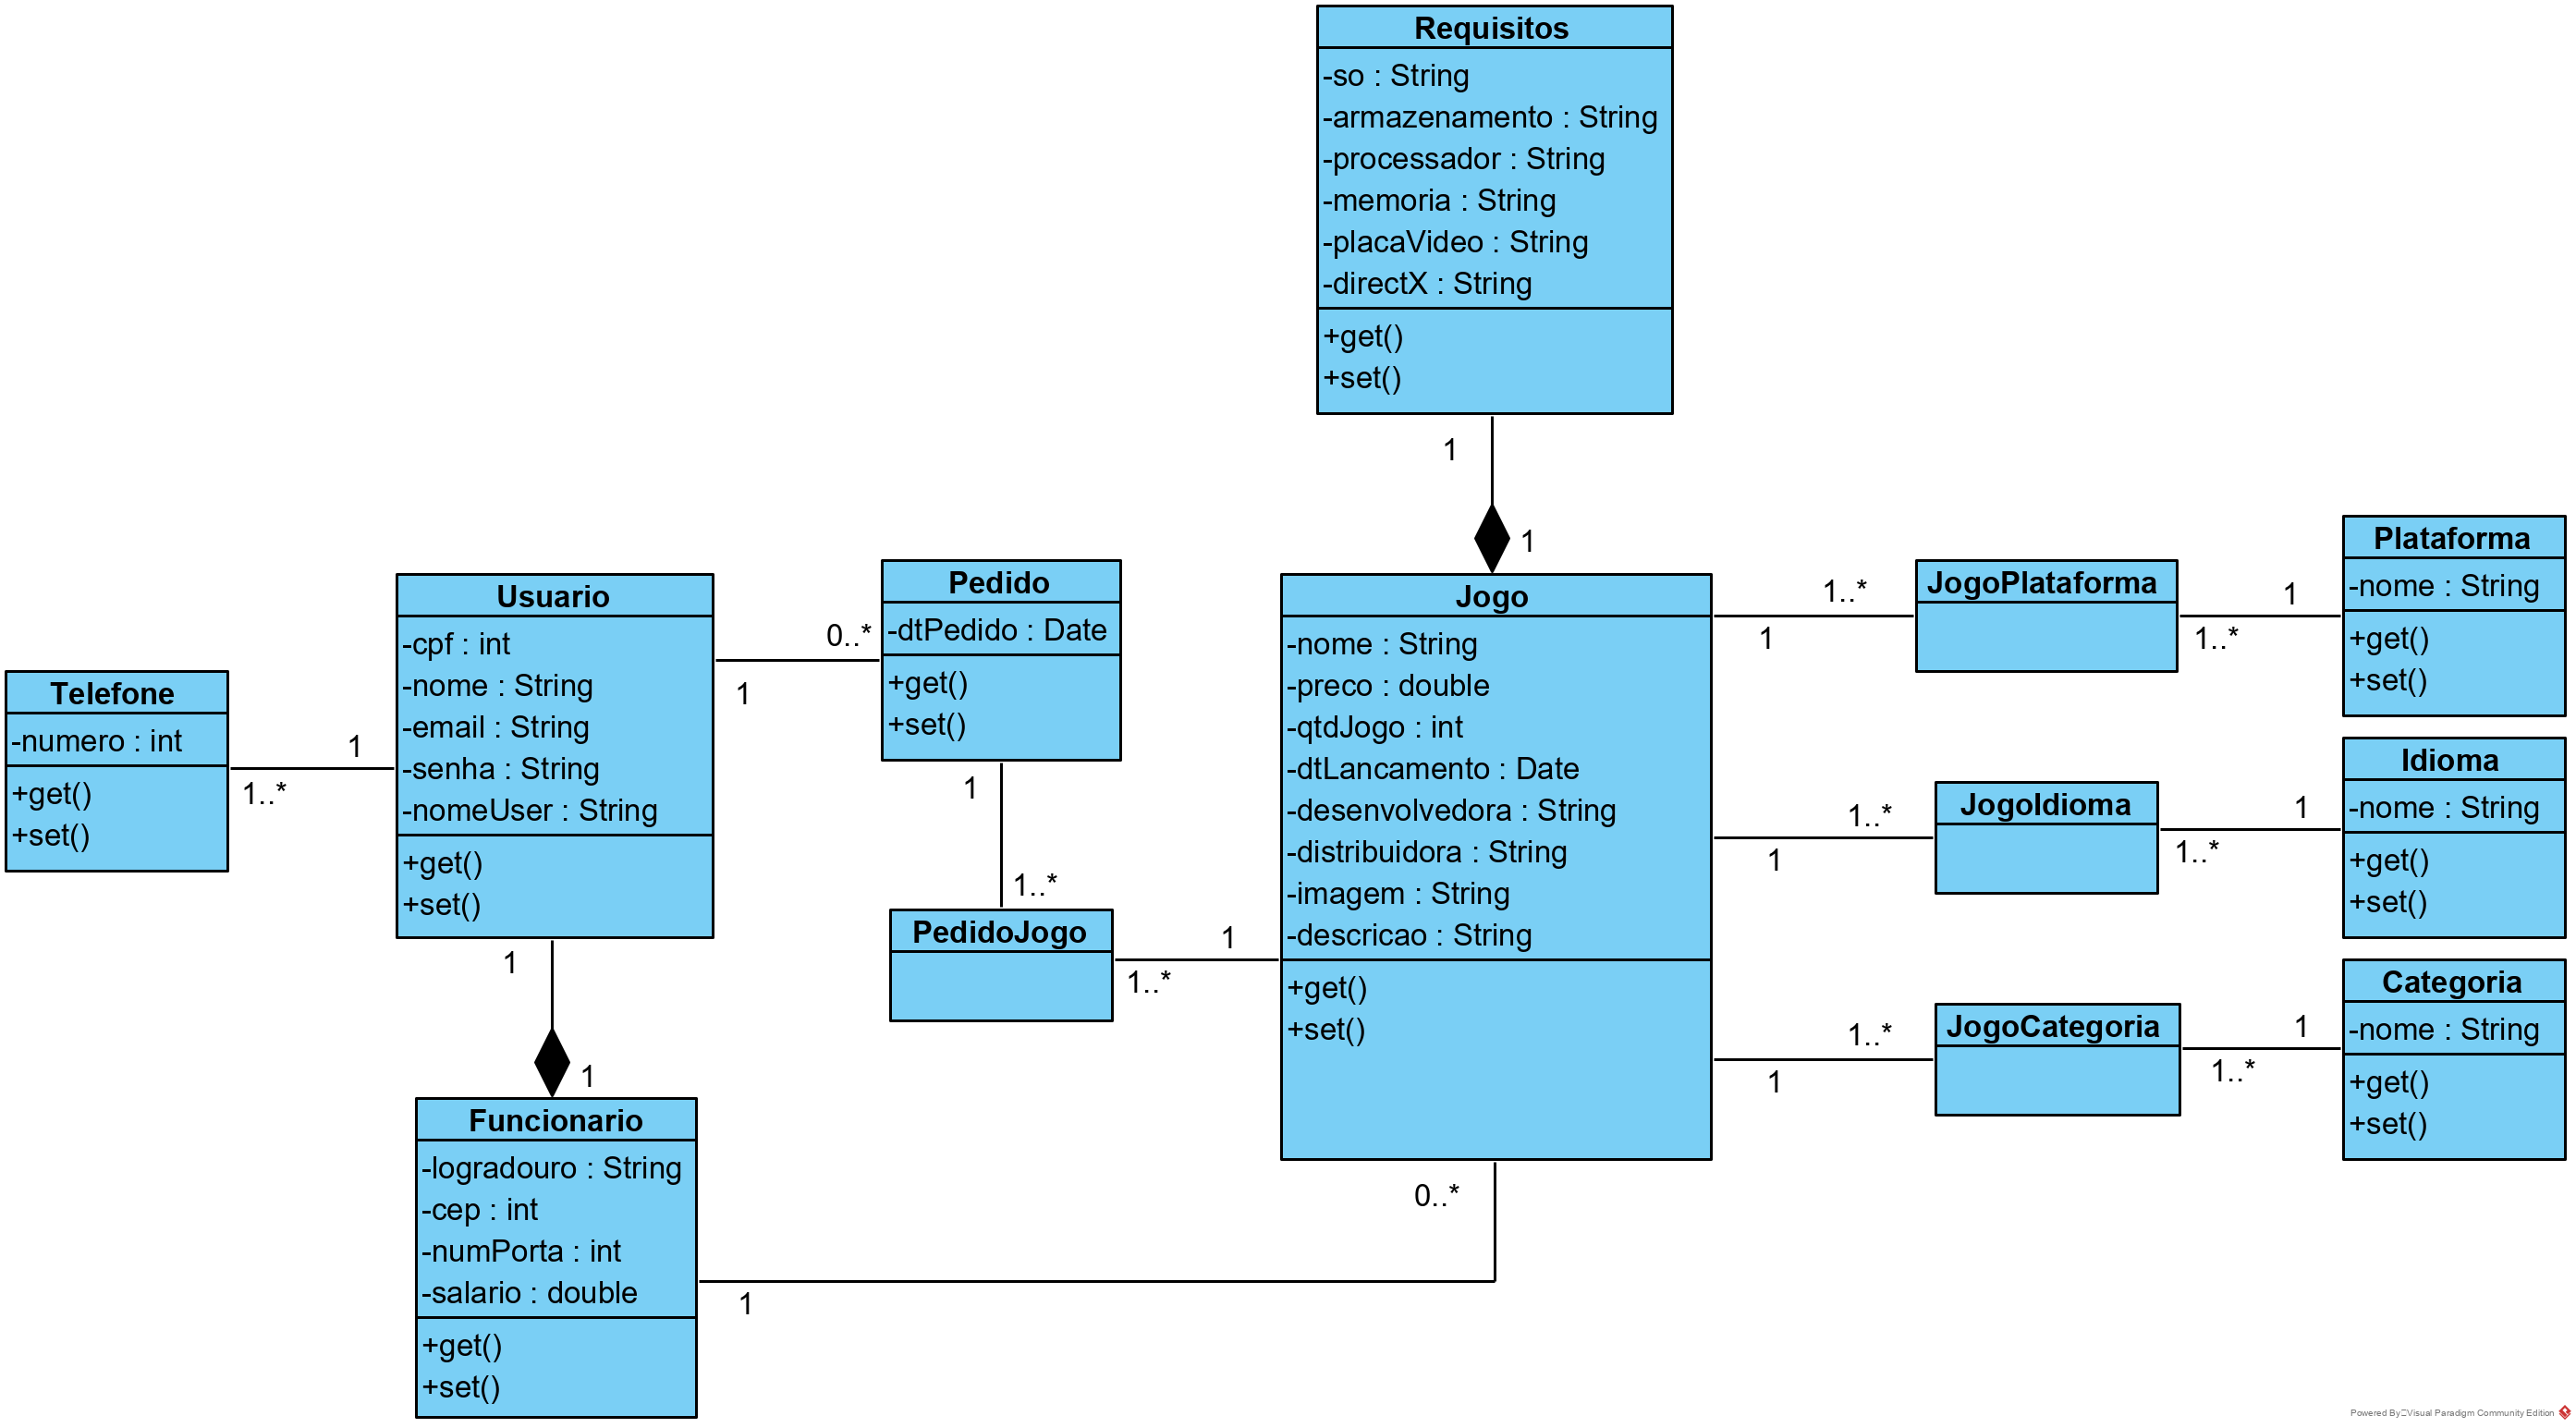 Requisitos
-so : String
-armazenamento : String
-processador : String
-memoria : String
-placaVideo : String
-directX : String
+get()
+set()
1
1
Telefone
-numero : int
+get()
+set()
1
1..*
Usuario
-cpf : int
-nome : String
-email : String
-senha : String
-nomeUser : String
+get()
+set()
0..*
1
Pedido
-dtPedido : Date
+get()
+set()
1
1..*
PedidoJogo
1
1..*
Jogo
-nome : String
-preco : double
-qtdJogo : int
-dtLancamento : Date
-desenvolvedora : String
-distribuidora : String
-imagem : String
-descricao : String
+get()
+set()
1..*
1
JogoPlataforma
1
1..*
Plataforma
-nome : String
+get()
+set()
1..*
1
JogoIdioma
1
1..*
Idioma
-nome : String
+get()
+set()
1..*
1
JogoCategoria
1
1..*
Categoria
-nome : String
+get()
+set()
1
1
Funcionario
-logradouro : String
-cep : int
-numPorta : int
-salario : double
+get()
+set()
0..*
1
Powered By Visual Paradigm Community Edition